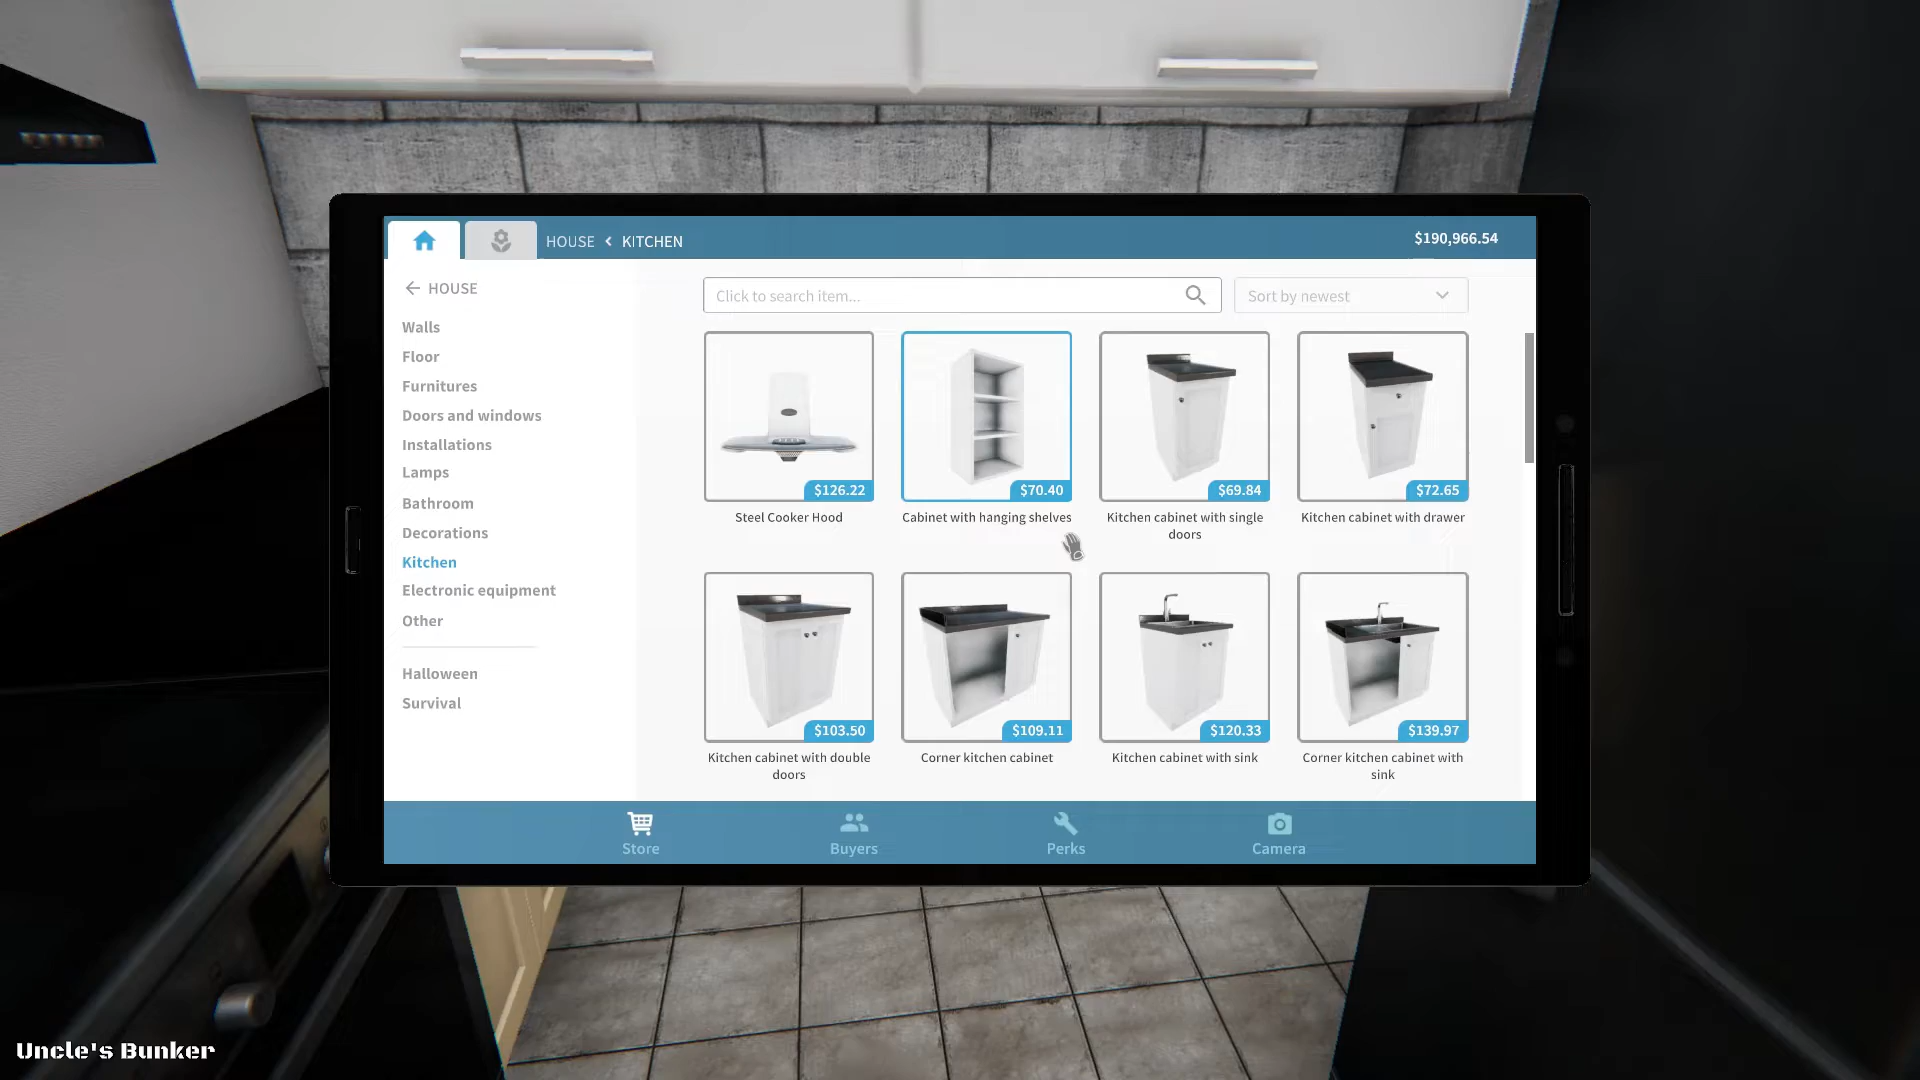 HOUSE < KITCHEN
$190,966.54
HOUSE
Click to search item...
Sort by newest
Walls
Floor
Furnitures
Doors and windows
Installations
Lamps
Bathroom
Decorations
Kitchen
Electronic equipment
Other
Halloween
Survival
$126.22
$70.40
$69.84
$72.65
Steel Cooker Hood
Cabinet with hanging shelves
Kitchen cabinet with single
doors
Kitchen cabinet with drawer
$103.50
$109.11
$120.33
$139.97
Kitchen cabinet with double
doors
Corner kitchen cabinet
Kitchen cabinet with sink
Corner kitchen cabinet with
sink
Store
Buyers
Perks
Camera
Uncle's Bunker